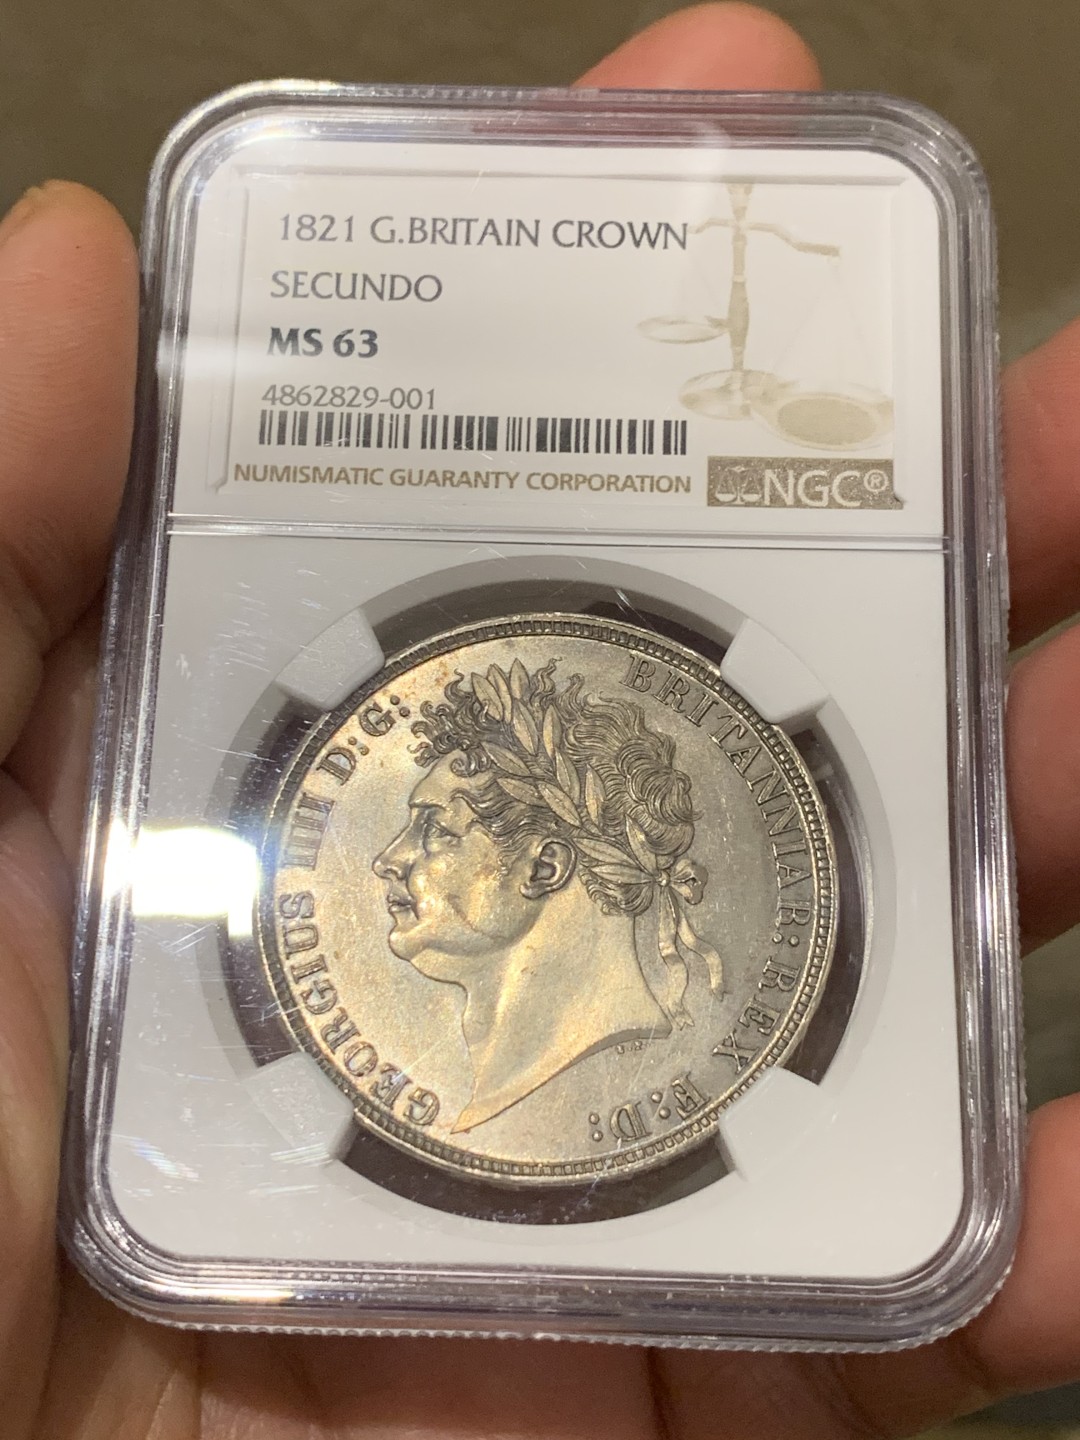 1821 G.BRITAIN CROWN
SECUNDO
MS 63
4862829-001
NUMISMATIC GUARANTY CORPORATION
NGC®
GEORGIUS IIII D:G: BRITANNIAR: REX F:D: